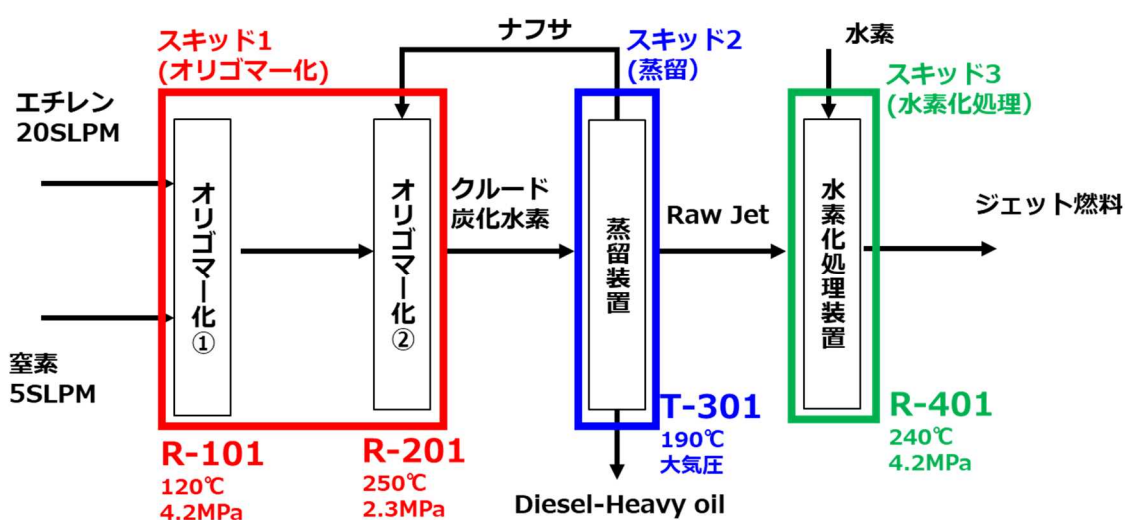 ナフサ
水素
スキッド1
(オリゴマー化)
スキッド2
(蒸留）
スキッド3
(水素化処理）
エチレン
20SLPM
窒素
5SLPM
オリゴマー化①
オリゴマー化②
クルード
炭化水素
蒸留装置
Raw Jet
水素化処理装置
ジェット燃料
R-101
120℃
4.2MPa
R-201
250℃
2.3MPa
T-301
190℃
大気圧
R-401
240℃
4.2MPa
Diesel-Heavy oil